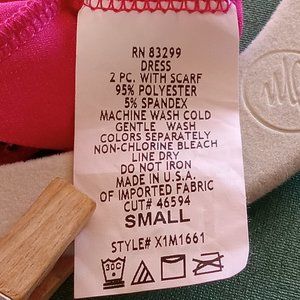 RN 83299
DRESS
2 PC. WITH SCARF
95% POLYESTER
5% SPANDEX
MACHINE WASH COLD
GENTLE WASH
COLORS SEPARATELY
NON-CHLORINE BLEACH
LINE DRY
DO NOT IRON
MADE IN U.S.A.
OF IMPORTED FABRIC
CUT# 46594
SMALL
STYLE# X1M1661
30C